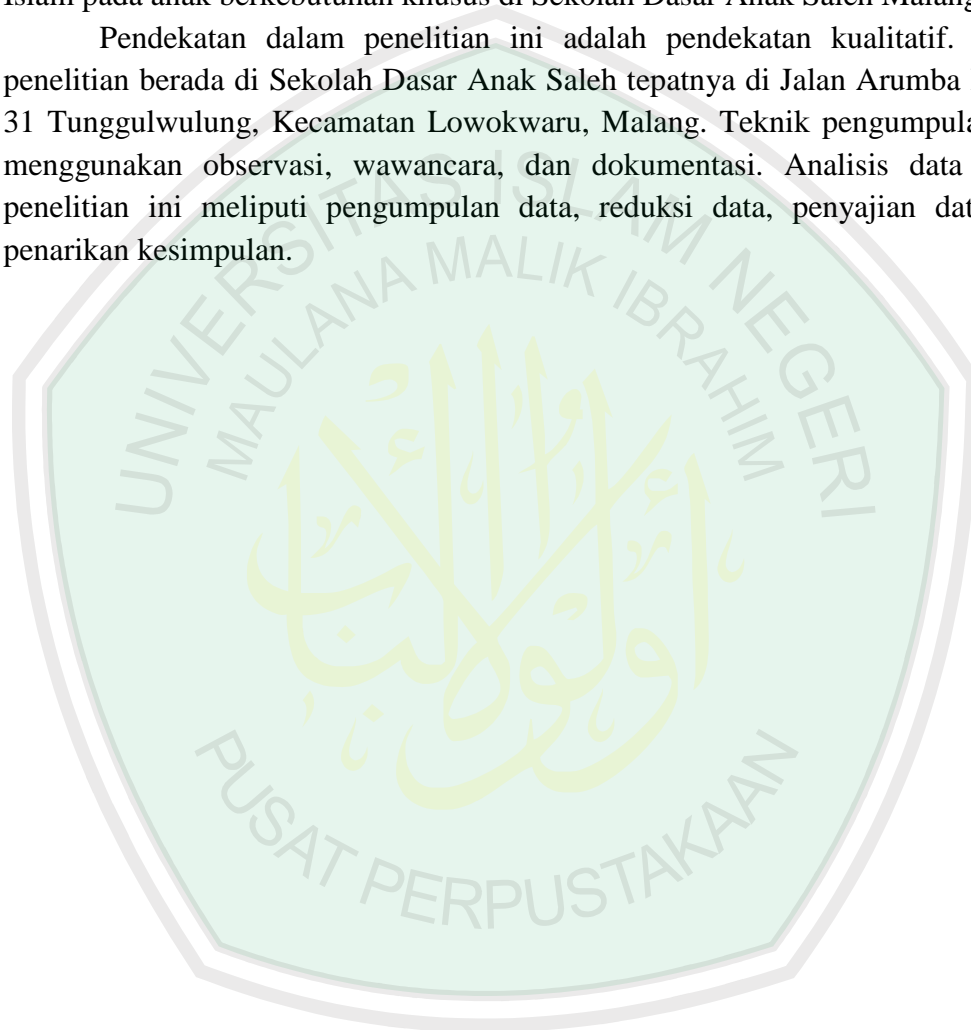 Islam pada anak berkebutuhan khusus di Sekolah Dasar Anak Saleh Malang
Pendekatan dalam penelitian ini adalah pendekatan kualitatif.
penelitian berada di Sekolah Dasar Anak Saleh tepatnya di Jalan Arumba
31 Tunggulwulung, Kecamatan Lowokwaru, Malang. Teknik pengumpula
menggunakan observasi, wawancara, dan dokumentasi. Analisis data
penelitian ini meliputi pengumpulan data, reduksi data, penyajian dat
penarikan kesimpulan.
UNIVERSITAS ISLAM NEGERI
MAULANA MALIK IBRAHIM
أولوا الألباب
PUSAT PERPUSTAKAAN